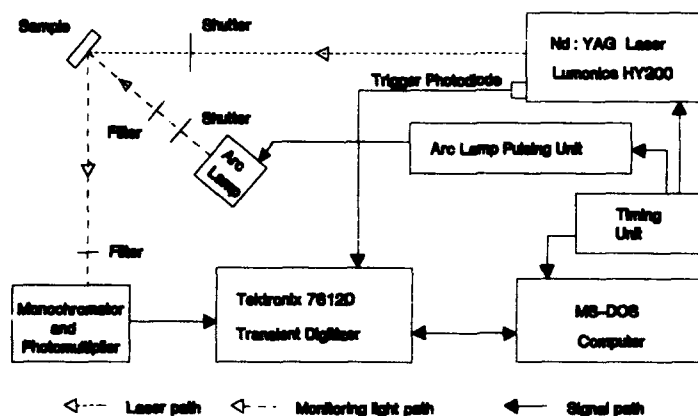 Sample
Shutter
Nd : YAG Laser
Lumonics HY200
Trigger Photodiode
Filter
Shutter
Arc
Lamp
Arc Lamp Pulsing Unit
Timing
Unit
Filter
Monochromator
and
Photomultiplier
Tektronix 7612D
Transient Digitizer
MS-DOS
Computer
Laser path
Monitoring light path
Signal path